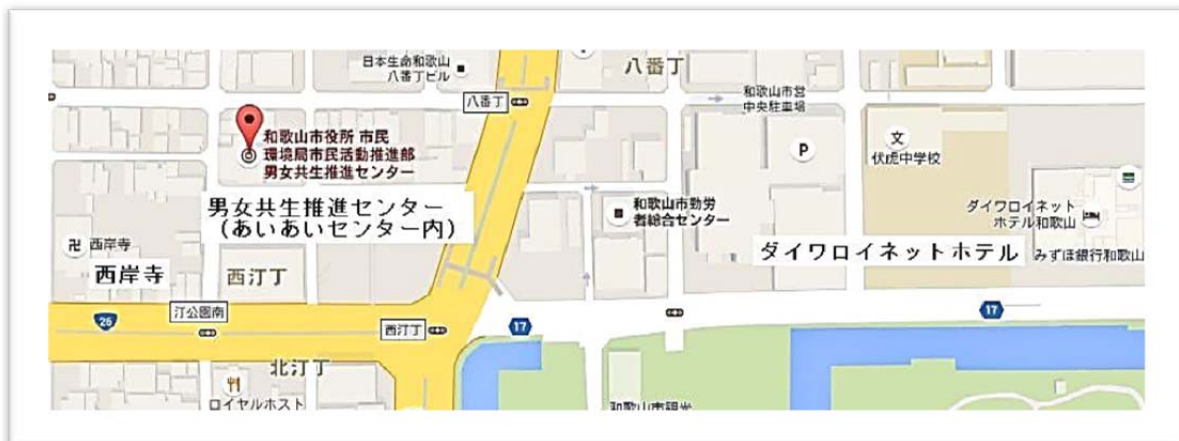 日本生命和歌山
八番丁ビル
八番丁
八番丁
和歌山市営
中央駐車場
和歌山市役所 市民
環境局市民活動推進部
男女共生推進センター
P
文
伏虎中学校
男女共生推進センター
(あいあいセンター内)
和歌山市勤労
者総合センター
ダイワロイネット
ホテル和歌山
ダイワロイネットホテル
みずほ銀行和歌山
卍 西岸寺
西岸寺
西汀丁
汀公園南
26
西汀丁
17
17
北汀丁
ロイヤルホスト
和歌山市観光